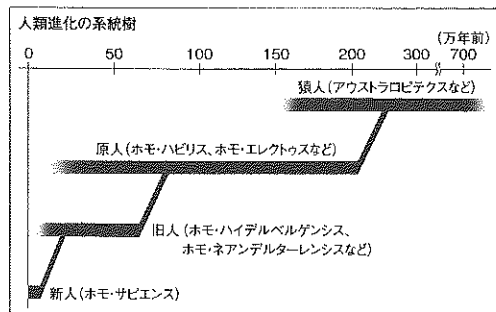 人類進化の系統樹
(万年前)
0 50 100 150 200 300 700
猿人(アウストラロピテクスなど)
原人(ホモ・ハビリス、ホモ・エレクトゥスなど)
旧人(ホモ・ハイデルベルゲンシス、
ホモ・ネアンデルターレンシスなど)
新人(ホモ・サピエンス)